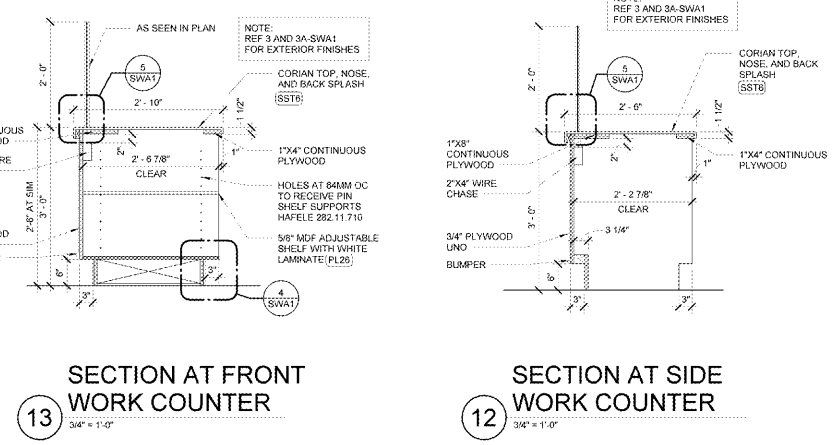 AS SEEN IN PLAN
NOTE:
REF 3 AND 3A-SWA1
FOR EXTERIOR FINISHES
5
SWA1
2' - 0"
2' - 10"
CORIAN TOP, NOSE,
AND BACK SPLASH
SST6
1 1/2"
2"
2' - 6 7/8"
CLEAR
1"
1"X4" CONTINUOUS
PLYWOOD
HOLES AT 84MM OC
TO RECEIVE PIN
SHELF SUPPORTS
HAFELE 282.11.710
2'-6" AT SIM
3' - 0"
5/8" MDF ADJUSTABLE
SHELF WITH WHITE
LAMINATE PL26
6"
3"
3"
4
SWA1
SECTION AT FRONT
WORK COUNTER
13
3/4" = 1'-0"
REF 3 AND 3A-SWA1
FOR EXTERIOR FINISHES
5
SWA1
2' - 0"
2' - 6"
CORIAN TOP,
NOSE, AND BACK
SPLASH
SST6
1 1/2"
1"X8"
CONTINUOUS
PLYWOOD
2"
1"X4" CONTINUOUS
PLYWOOD
1"
2"X4" WIRE
CHASE
2' - 2 7/8"
CLEAR
3' - 0"
3 1/4"
3/4" PLYWOOD
UNO
BUMPER
6"
3"
3"
SECTION AT SIDE
WORK COUNTER
12
3/4" = 1'-0"